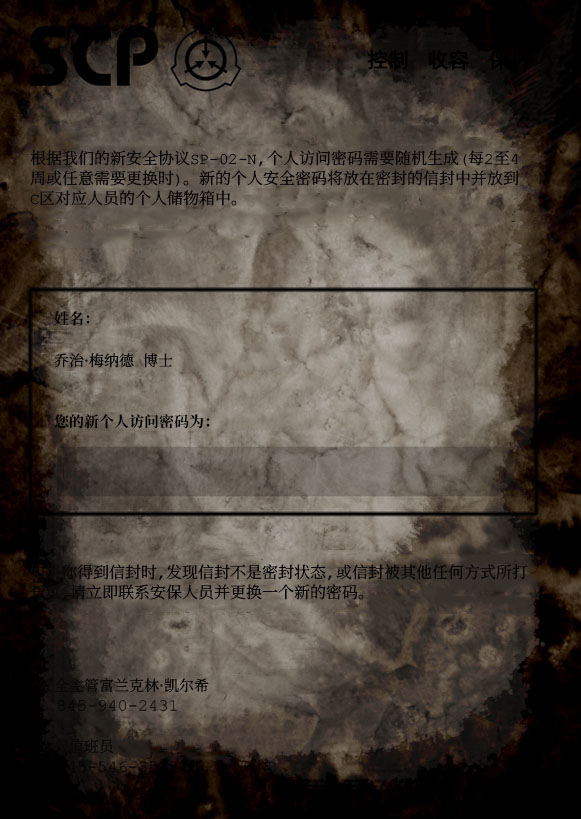 SCP
控制 收容
根据我们的新安全协议SP-02-N,个人访问密码需要随机生成(每2至4
周或任意需要更换时)。新的个人安全密码将放在密封的信封中并放到
C区对应人员的个人储物箱中。
姓名:
乔治·梅纳德 博士
您的新个人访问密码为:
得到信封时,发现信封不是密封状态,或信封被其他任何方式所打
请立即联系安保人员并更换一个新的密码。
全主管富兰克林·凯尔希
845-940-2431
值班员